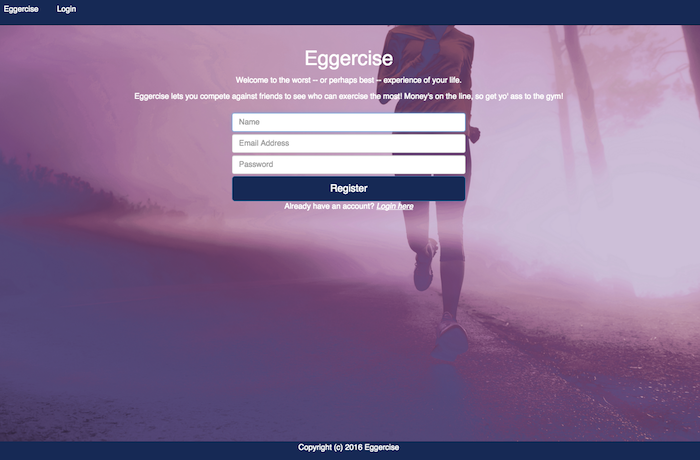 Eggercise Login
Eggercise
Welcome to the worst -- or perhaps best -- experience of your life.
Eggercise lets you compete against friends to see who can exercise the most! Money's on the line, so get yo' ass to the gym!
Name
Email Address
Password
Register
Already have an account? Login here
Copyright (c) 2016 Eggercise